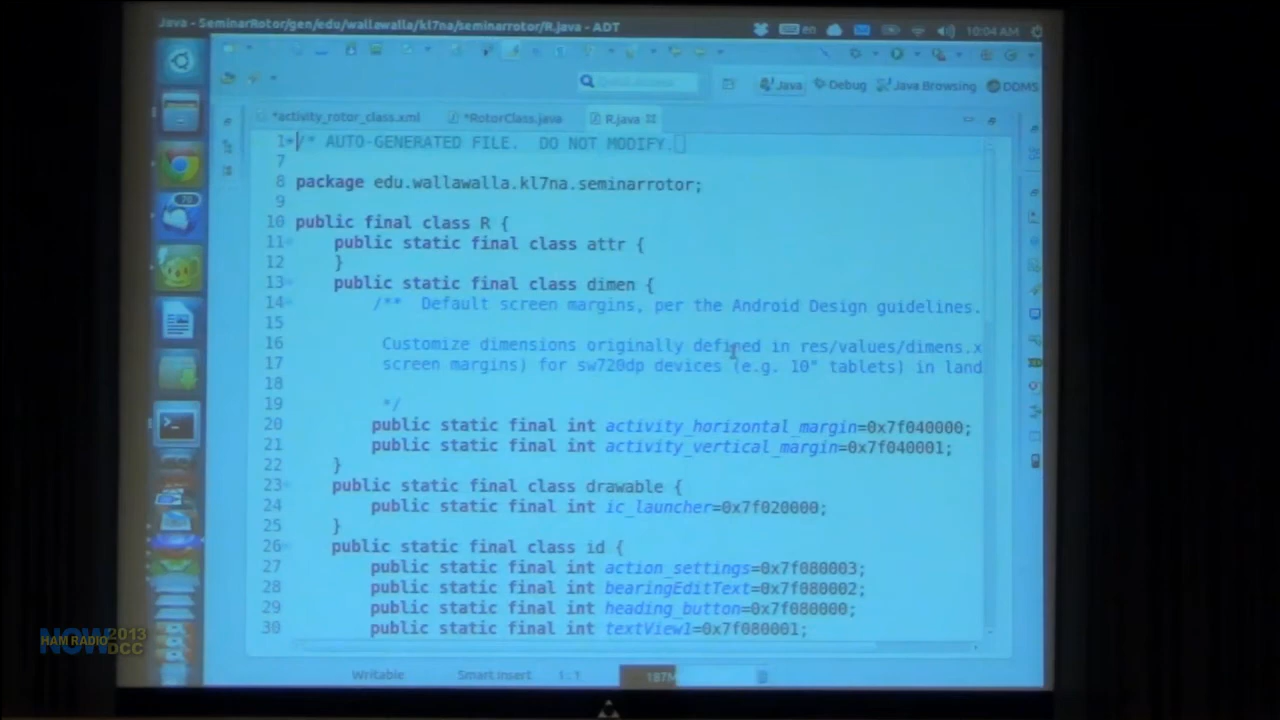 Java - SeminarRotor/gen/edu/wallawalla/kl7na/seminarrotor/R.java - ADT
en
10:04 AM
Java
Debug
Java Browsing
DDMS
*activity_rotor_class.xml
*RotorClass.java
R.java
1 /* AUTO-GENERATED FILE.  DO NOT MODIFY.
7
8 package edu.wallawalla.kl7na.seminarrotor;
9
10 public final class R {
11     public static final class attr {
12     }
13     public static final class dimen {
14         /**  Default screen margins, per the Android Design guidelines.
15
16          Customize dimensions originally defined in res/values/dimens.x
17          screen margins) for sw720dp devices (e.g. 10" tablets) in land
18
19          */
20         public static final int activity_horizontal_margin=0x7f040000;
21         public static final int activity_vertical_margin=0x7f040001;
22     }
23     public static final class drawable {
24         public static final int ic_launcher=0x7f020000;
25     }
26     public static final class id {
27         public static final int action_settings=0x7f080003;
28         public static final int bearingEditText=0x7f080002;
29         public static final int heading_button=0x7f080000;
30         public static final int textView1=0x7f080001;
Writable
Smart Insert
1 : 1
187M
HAM RADIO NOW 2013 DCC